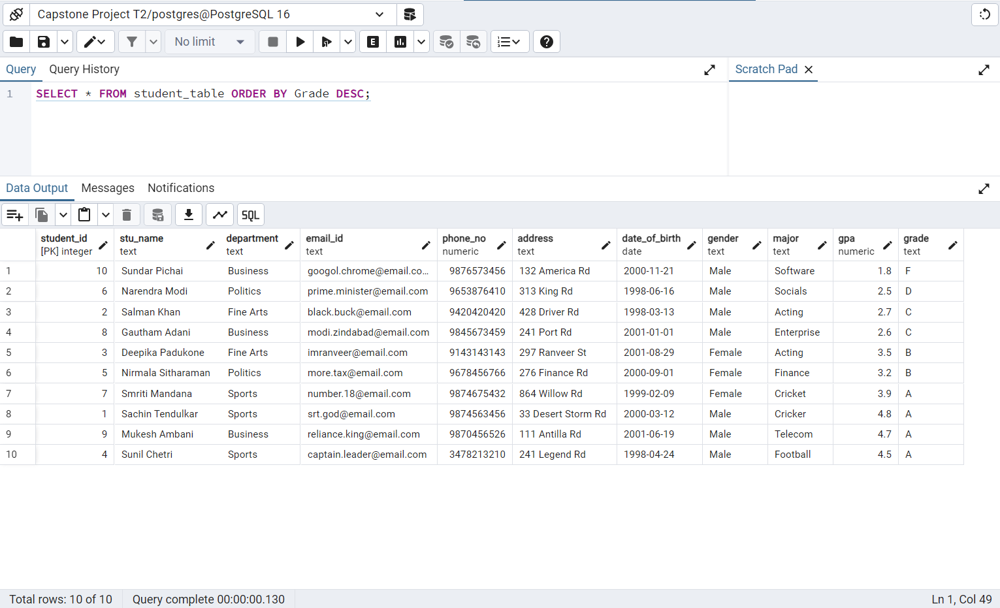 Capstone Project T2/postgres@PostgreSQL 16
No limit
E
Query Query History Scratch Pad
1 SELECT * FROM student_table ORDER BY Grade DESC;
Data Output Messages Notifications
SQL
student_id stu_name department email_id phone_no address date_of_birth gender major gpa grade
[PK] integer text text text numeric text date text text numeric text
1 10 Sundar Pichai Business googol.chrome@email.co... 9876573456 132 America Rd 2000-11-21 Male Software 1.8 F
2 6 Narendra Modi Politics prime.minister@email.com 9653876410 313 King Rd 1998-06-16 Male Socials 2.5 D
3 2 Salman Khan Fine Arts black.buck@email.com 9420420420 428 Driver Rd 1998-03-13 Male Acting 2.7 C
4 8 Gautham Adani Business modi.zindabad@email.com 9845673459 241 Port Rd 2001-01-01 Male Enterprise 2.6 C
5 3 Deepika Padukone Fine Arts imranveer@email.com 9143143143 297 Ranveer St 2001-08-29 Female Acting 3.5 B
6 5 Nirmala Sitharaman Politics more.tax@email.com 9678456766 276 Finance Rd 2000-09-01 Female Finance 3.2 B
7 7 Smriti Mandana Sports number.18@email.com 9874675432 864 Willow Rd 1999-02-09 Female Cricket 3.9 A
8 1 Sachin Tendulkar Sports srt.god@email.com 9874563456 33 Desert Storm Rd 2000-03-12 Male Cricker 4.8 A
9 9 Mukesh Ambani Business reliance.king@email.com 9870456526 111 Antilla Rd 2001-06-19 Male Telecom 4.7 A
10 4 Sunil Chetri Sports captain.leader@email.com 3478213210 241 Legend Rd 1998-04-24 Male Football 4.5 A
Total rows: 10 of 10 Query complete 00:00:00.130 Ln 1, Col 49